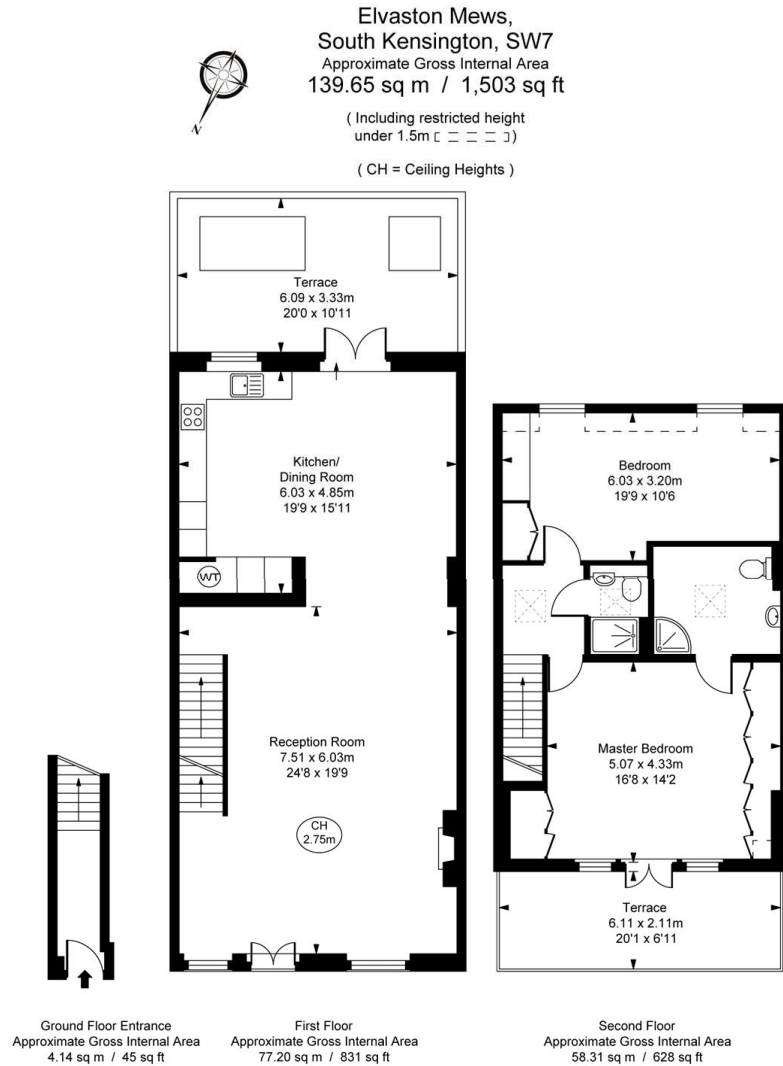 Elvaston Mews,
South Kensington, SW7
Approximate Gross Internal Area
139.65 sq m / 1,503 sq ft
( Including restricted height
under 1.5m )
( CH = Ceiling Heights )
N
Terrace
6.09 x 3.33m
20'0 x 10'11
Kitchen/
Dining Room
6.03 x 4.85m
19'9 x 15'11
WT
Reception Room
7.51 x 6.03m
24'8 x 19'9
CH
2.75m
Bedroom
6.03 x 3.20m
19'9 x 10'6
Master Bedroom
5.07 x 4.33m
16'8 x 14'2
Terrace
6.11 x 2.11m
20'1 x 6'11
Ground Floor Entrance
Approximate Gross Internal Area
4.14 sq m / 45 sq ft
First Floor
Approximate Gross Internal Area
77.20 sq m / 831 sq ft
Second Floor
Approximate Gross Internal Area
58.31 sq m / 628 sq ft